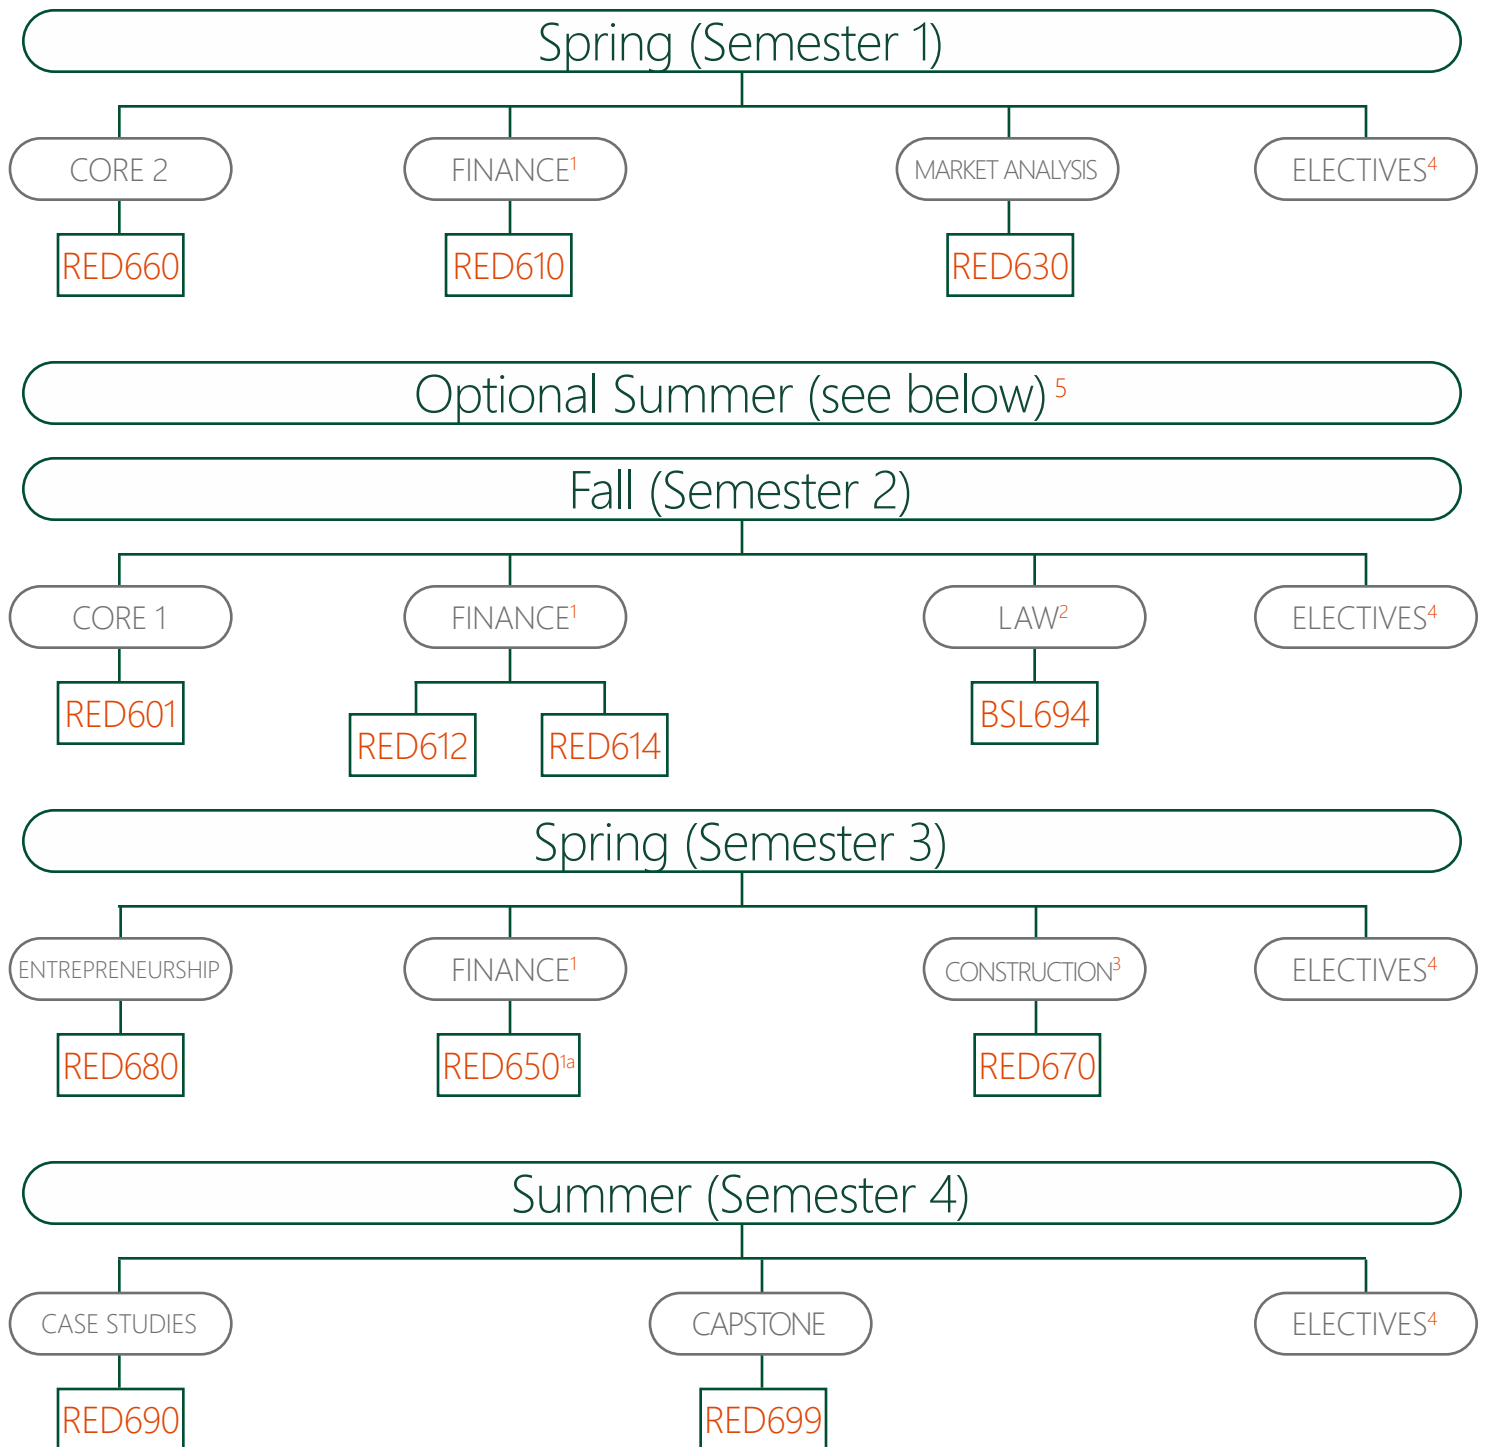 Spring (Semester 1)
CORE 2 FINANCE¹ MARKET ANALYSIS ELECTIVES⁴
RED660 RED610 RED630
Optional Summer (see below) ⁵
Fall (Semester 2)
CORE 1 FINANCE¹ LAW² ELECTIVES⁴
RED601 BSL694
RED612 RED614
Spring (Semester 3)
ENTREPRENEURSHIP FINANCE¹ CONSTRUCTION³ ELECTIVES⁴
RED680 RED650¹ᵃ RED670
Summer (Semester 4)
CASE STUDIES CAPSTONE ELECTIVES⁴
RED690 RED699